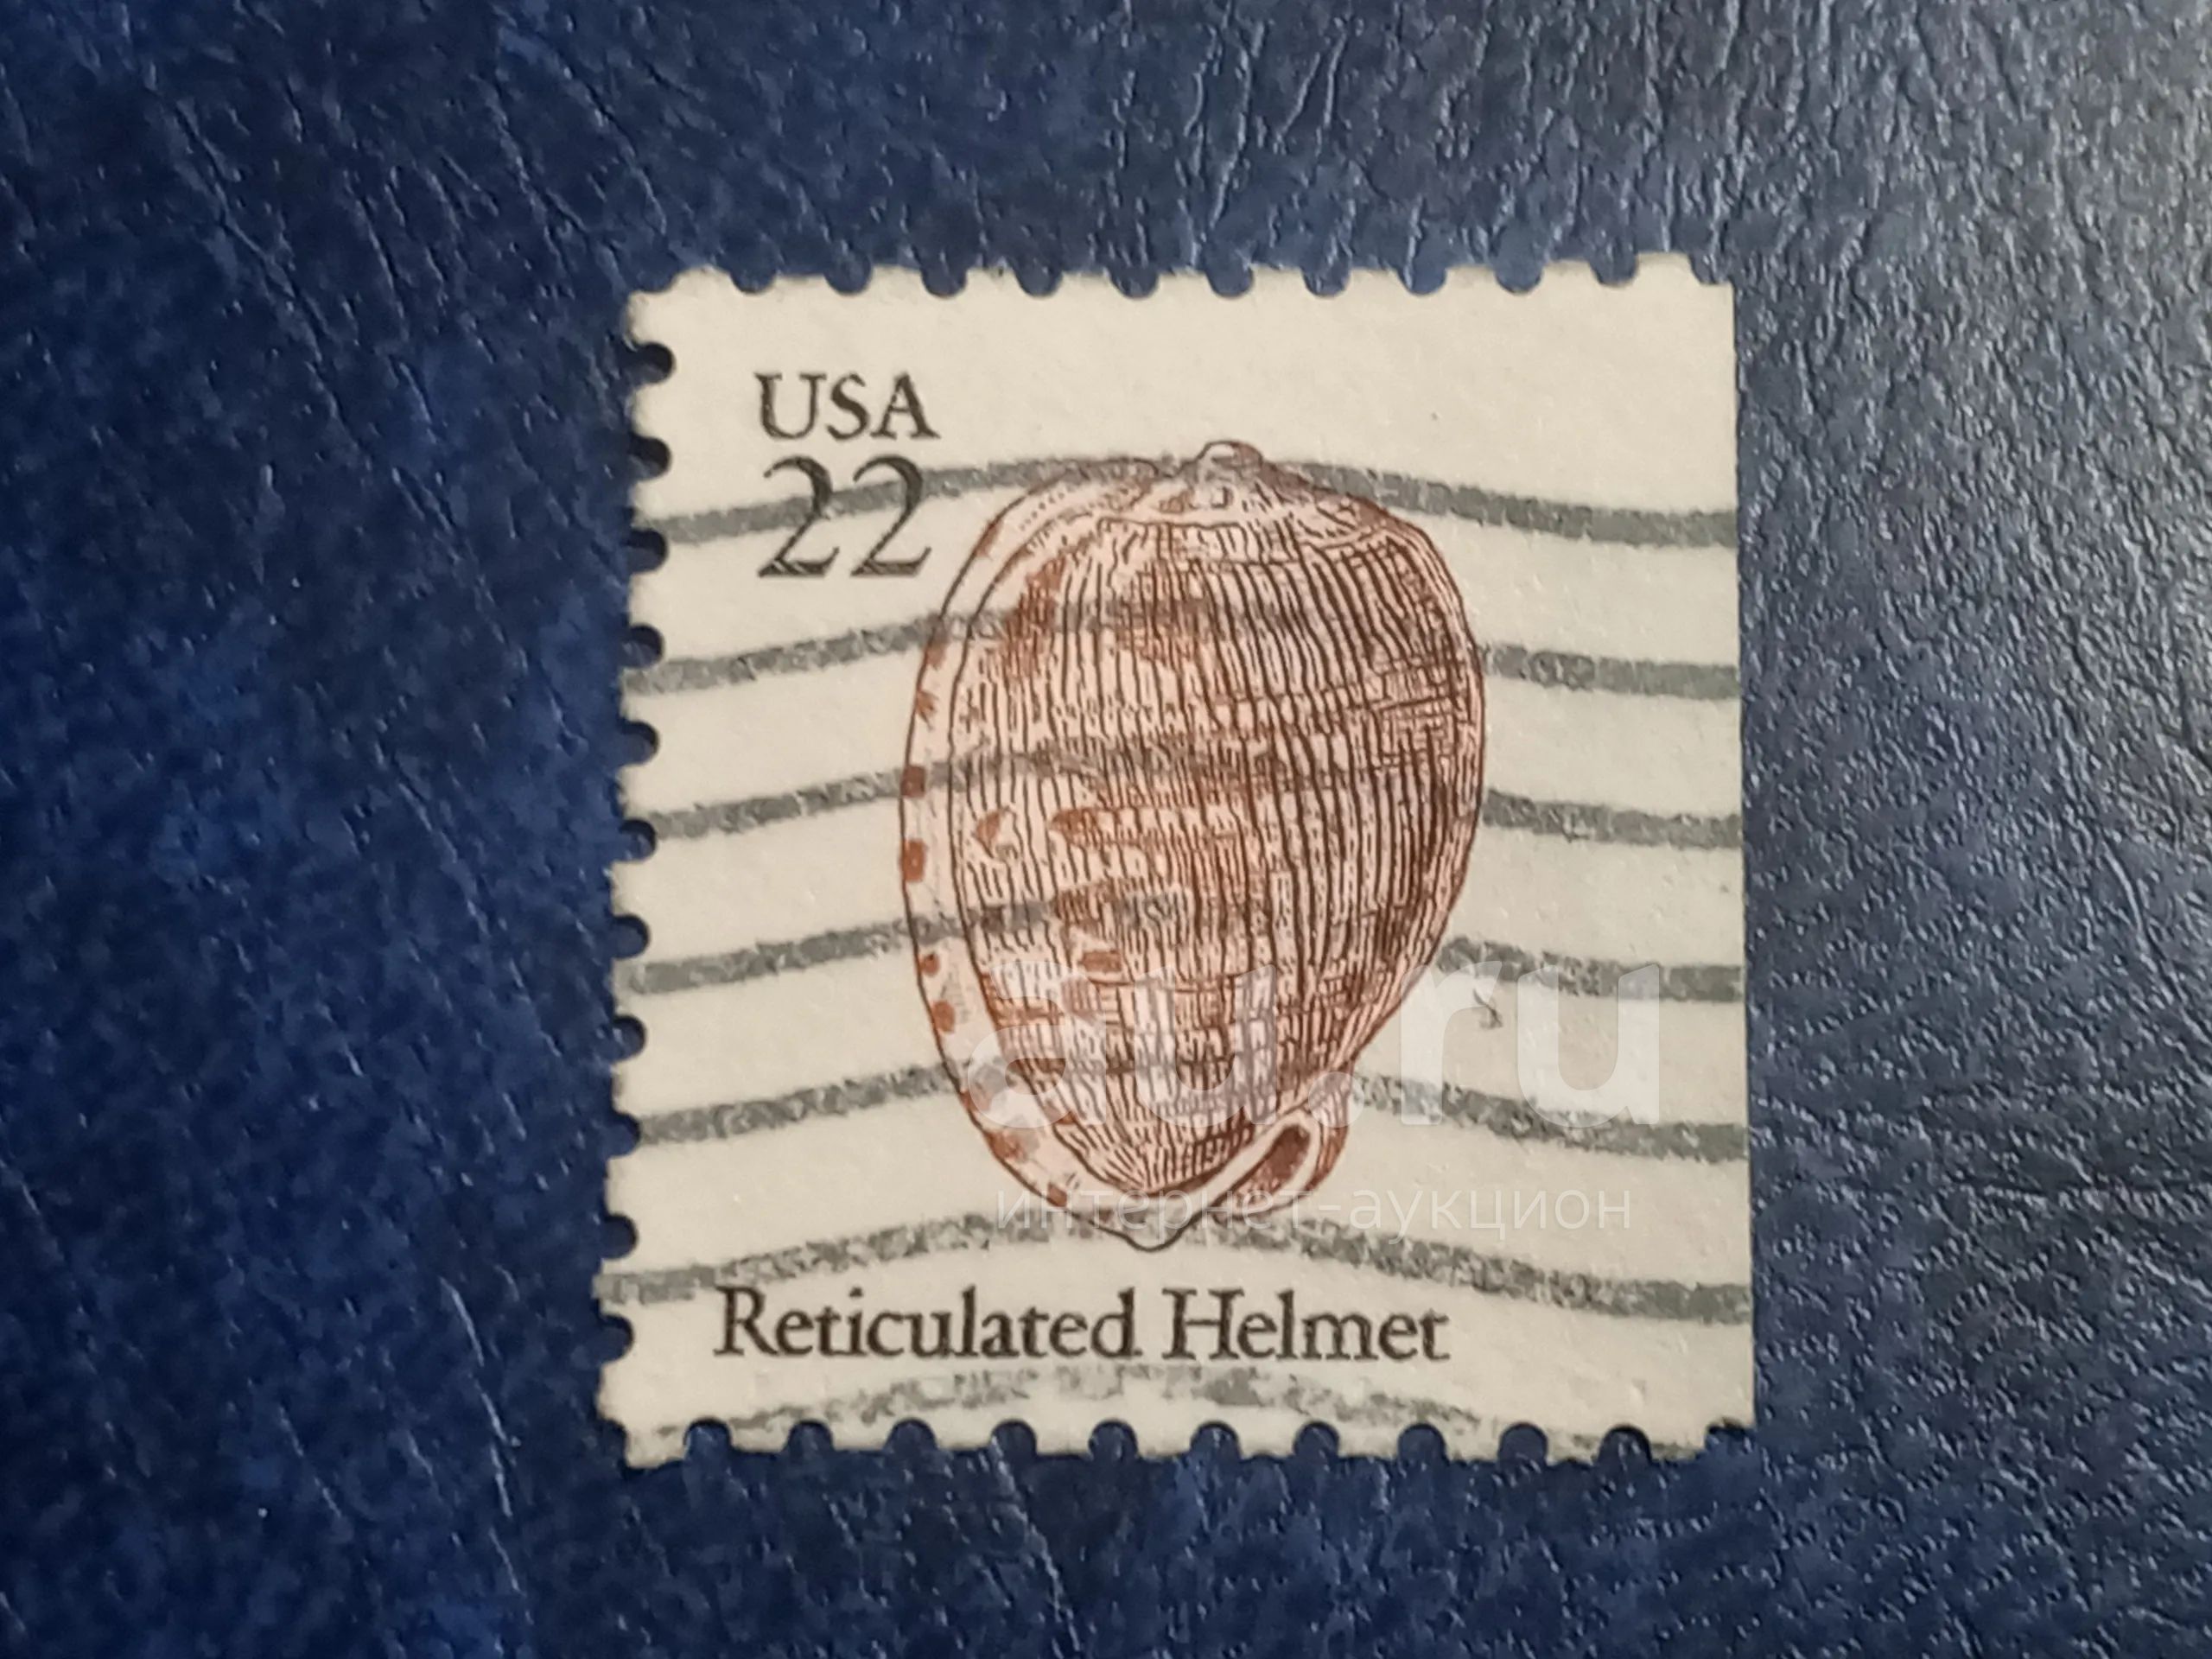 USA
22
au.ru
интернет-аукцион
Reticulated Helmet